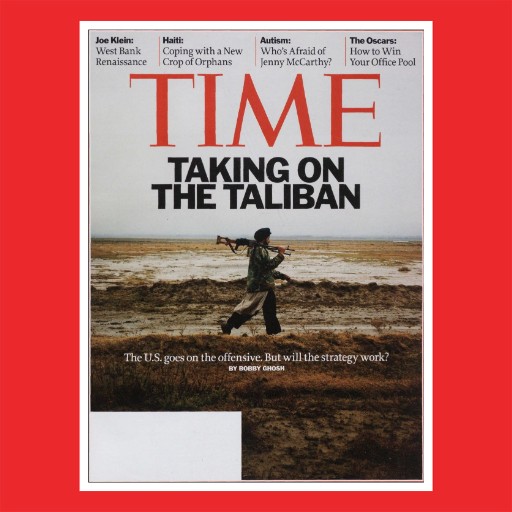 Joe Klein:
West Bank
Renaissance
Haiti:
Coping with a New
Crop of Orphans
Autism:
Who's Afraid of
Jenny McCarthy?
The Oscars:
How to Win
Your Office Pool
TIME
TAKING ON
THE TALIBAN
The U.S. goes on the offensive. But will the strategy work?
BY BOBBY GHOSH